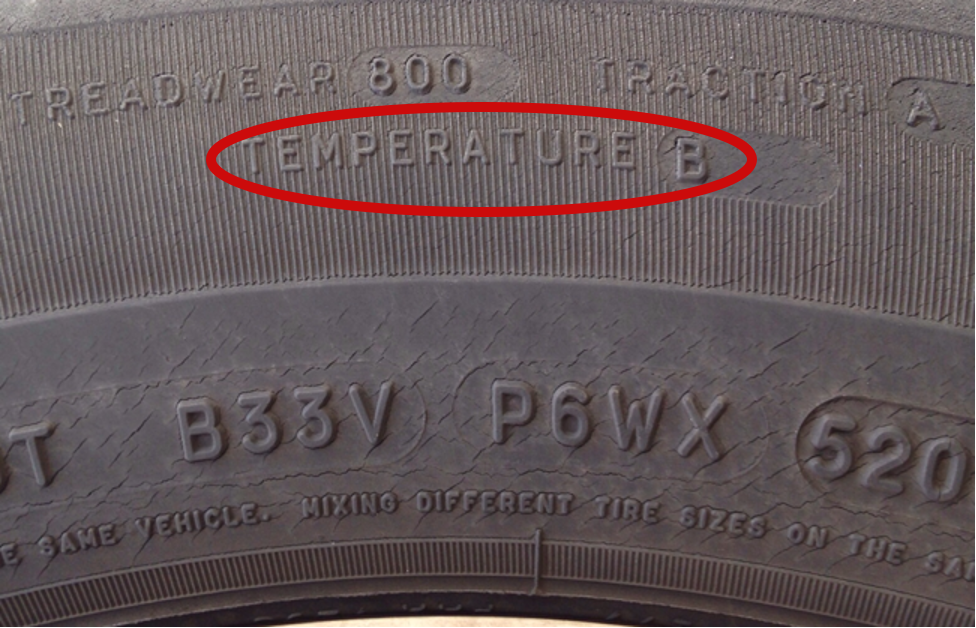 TREADWEAR 800 TRACTION A
TEMPERATURE B
T B33V P6WX 520
SAME VEHICLE. MIXING DIFFERENT TIRE SIZES ON THE